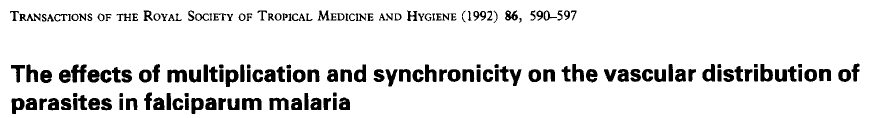 TRANSACTIONS OF THE ROYAL SOCIETY OF TROPICAL MEDICINE AND HYGIENE (1992) 86, 590–597
The effects of multiplication and synchronicity on the vascular distribution of
parasites in falciparum malaria